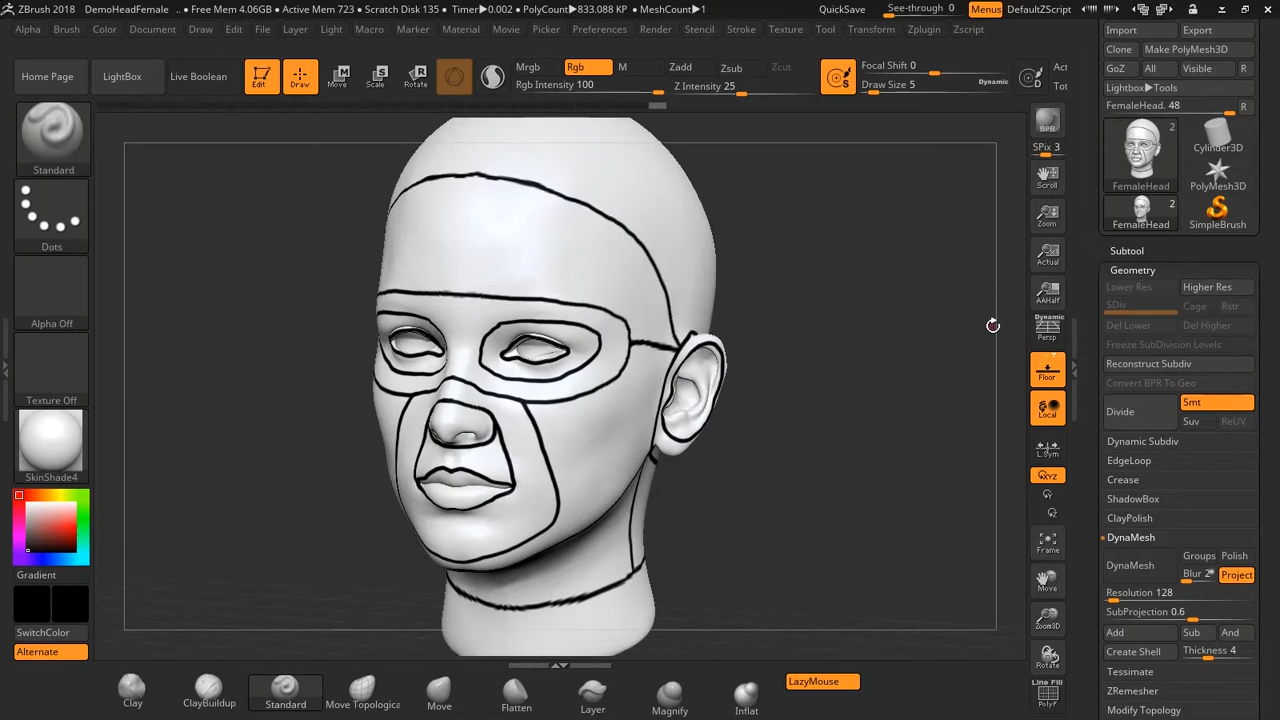 ZBrush 2018 DemoHeadFemale .. • Free Mem 4.06GB • Active Mem 723 • Scratch Disk 135 • Timer▶0.002 • PolyCount▶833.088 KP • MeshCount▶1 QuickSave See-through 0 Menus DefaultZScript
Alpha Brush Color Document Draw Edit File Layer Light Macro Marker Material Movie Picker Preferences Render Stencil Stroke Texture Tool Transform Zplugin Zscript
Home Page LightBox Live Boolean Edit Draw Move Scale Rotate
Mrgb Rgb M Zadd Zsub Zcut
Rgb Intensity 100 Z Intensity 25
Focal Shift 0
Draw Size 5 Dynamic
Act
Tot
Standard
Dots
Alpha Off
Texture Off
SkinShade4
Gradient
SwitchColor
Alternate
BPR
SPix 3
Scroll
Zoom
Actual
AAHalf
Dynamic
Persp
Floor
Local
L.Sym
XYZ
Frame
Move
Zoom3D
Rotate
Line Fill
PolyF
Import Export
Clone Make PolyMesh3D
GoZ All Visible R
Lightbox▶Tools
FemaleHead. 48 R
2
Cylinder3D
FemaleHead PolyMesh3D
2
FemaleHead SimpleBrush
Subtool
Geometry
Lower Res Higher Res
SDiv Cage Rstr
Del Lower Del Higher
Freeze SubDivision Levels
Reconstruct Subdiv
Convert BPR To Geo
Divide Smt
Suv ReUV
Dynamic Subdiv
EdgeLoop
Crease
ShadowBox
ClayPolish
DynaMesh
DynaMesh Groups Polish
Blur 2 Project
Resolution 128
SubProjection 0.6
Add Sub And
Create Shell Thickness 4
Tessimate
ZRemesher
Modify Topology
Clay ClayBuildup Standard Move Topologica Move Flatten Layer Magnify Inflat
LazyMouse